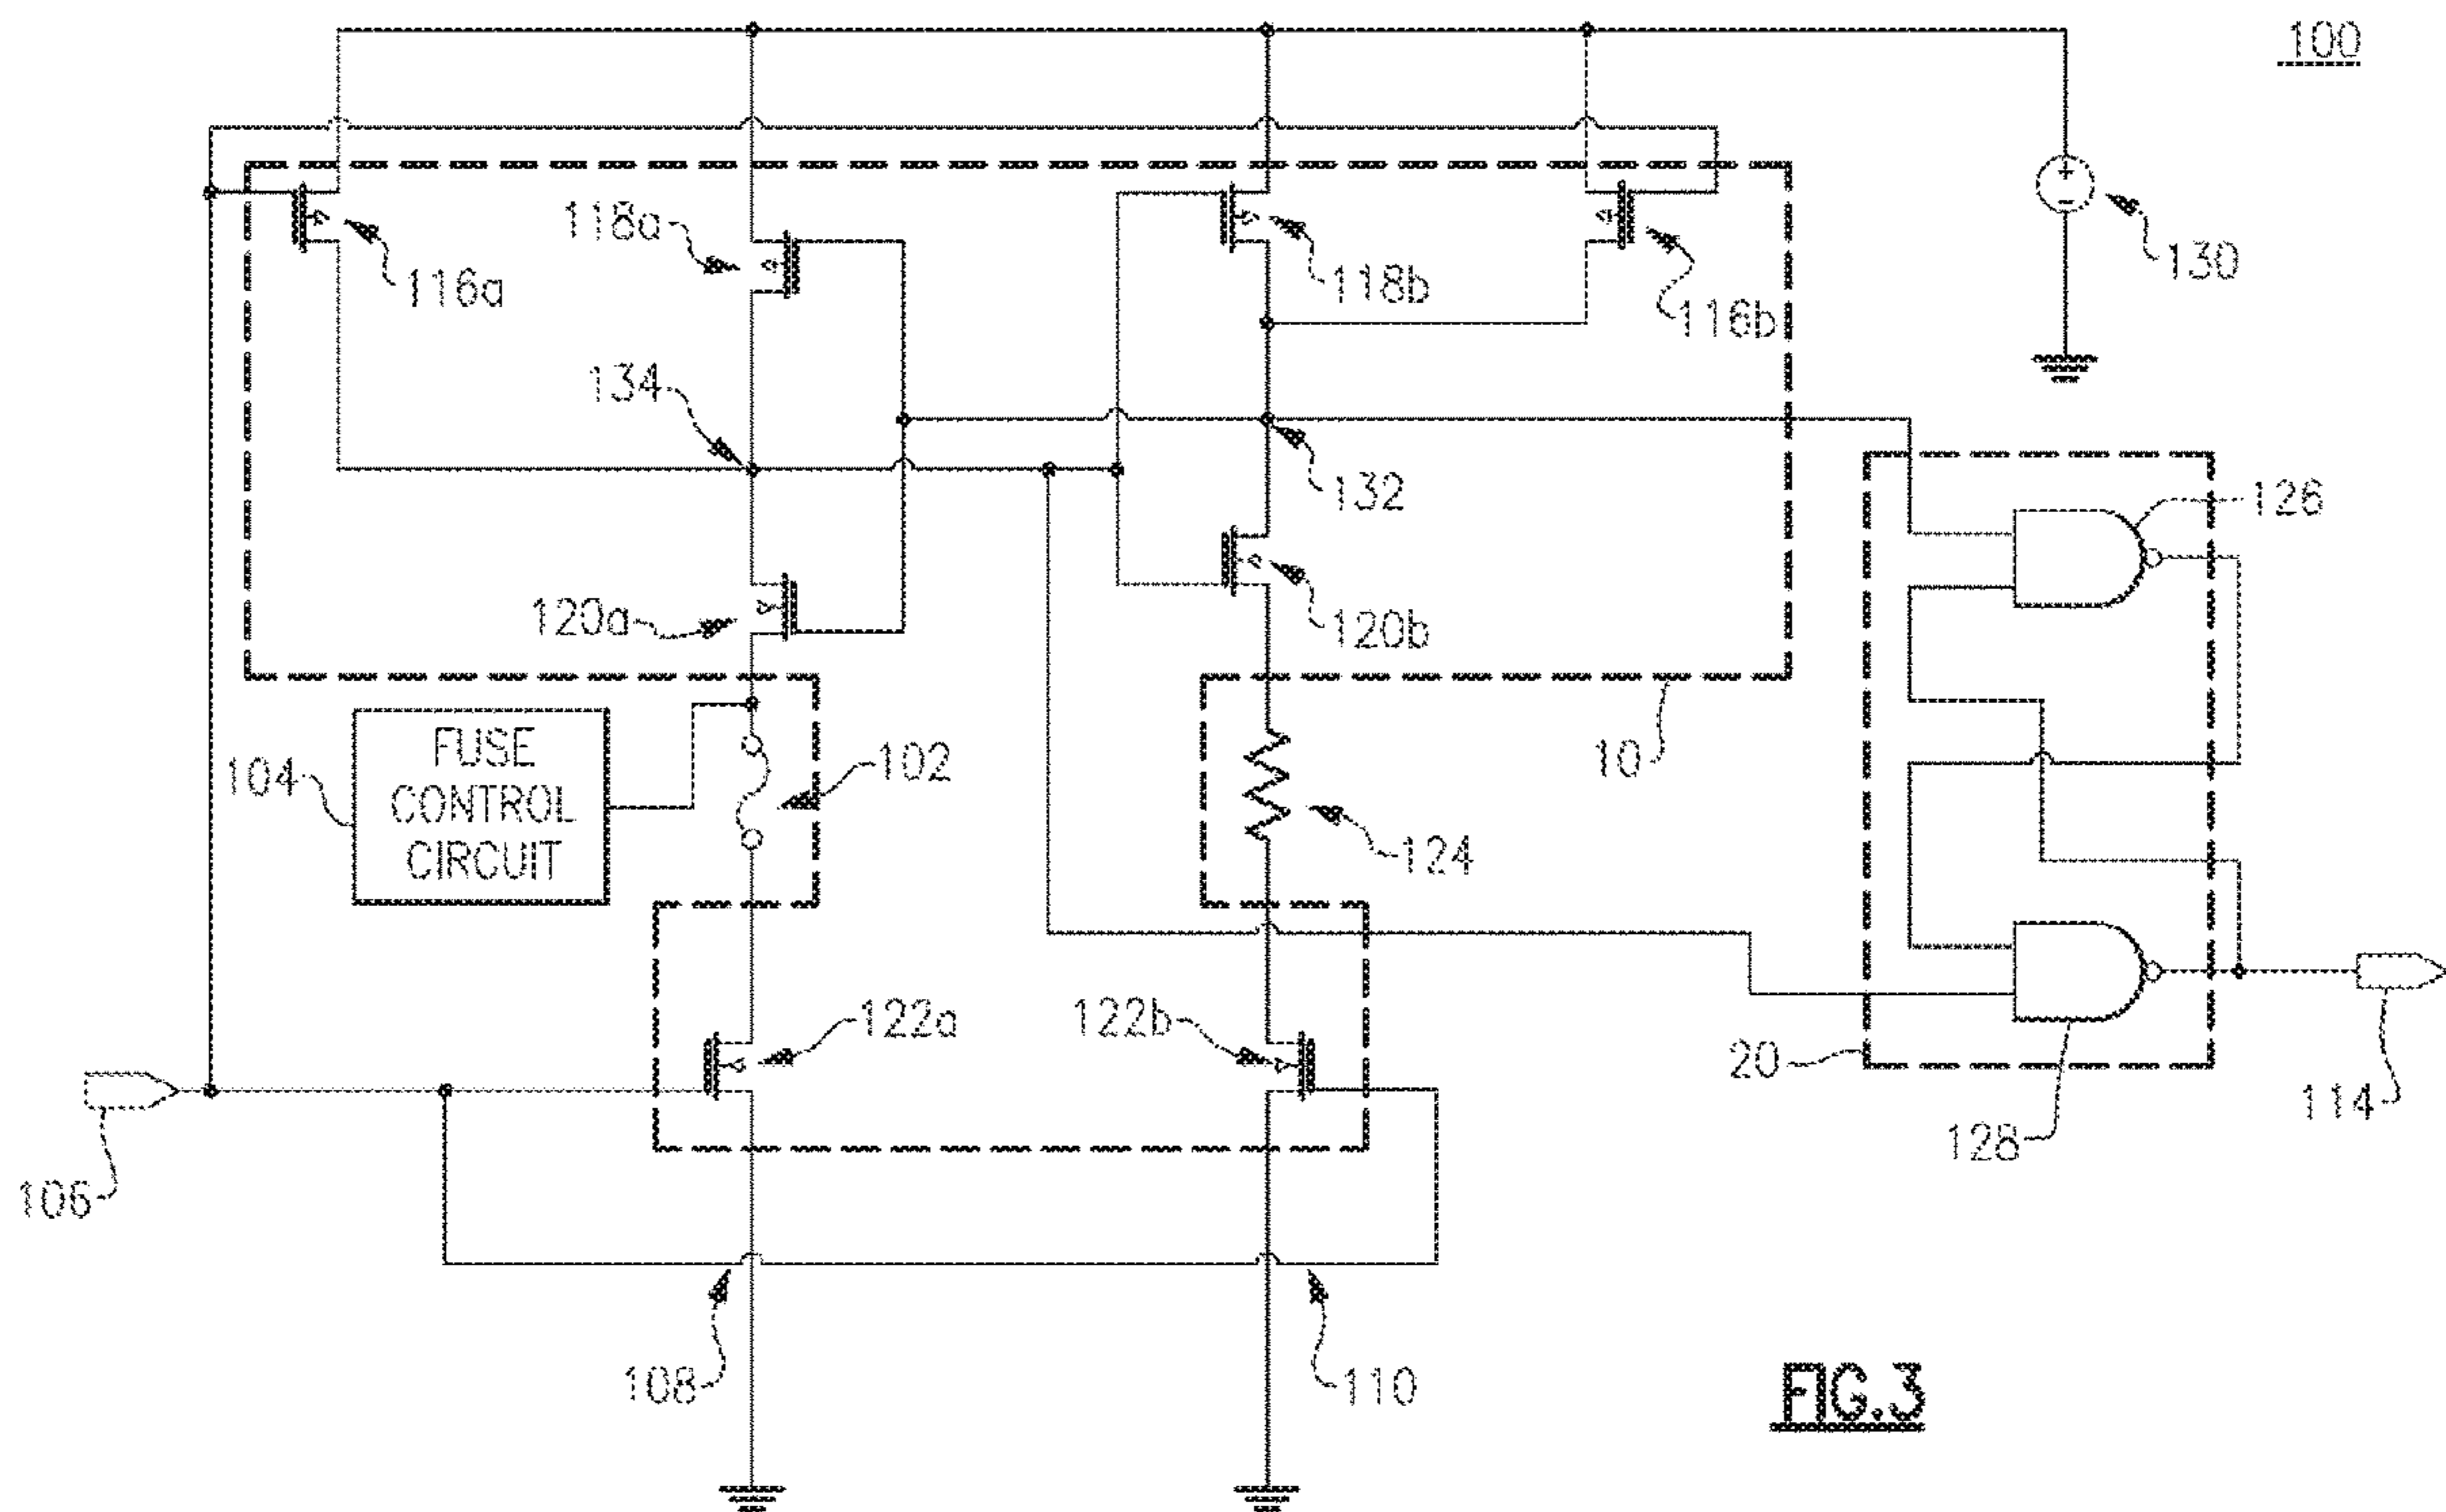 100
118a
116a
118b
116b
130
134
132
126
120a
120b
FUSE
CONTROL
CIRCUIT
104
102
10
124
122a
122b
20
128
114
106
108
110
FIG.3
+
-